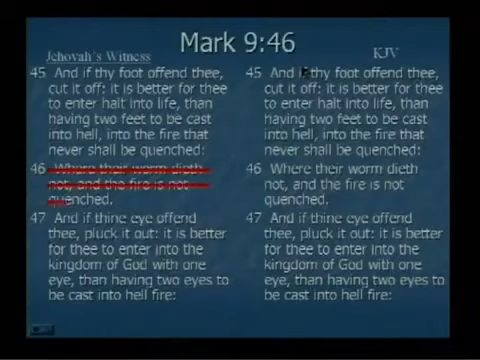 Mark 9:46
Jehovah's Witness
45 And if thy foot offend thee,
cut it off: it is better for thee
to enter halt into life, than
having two feet to be cast
into hell, into the fire that
never shall be quenched:
46 Where their worm dieth
not, and the fire is not
quenched.
47 And if thine eye offend
thee, pluck it out: it is better
for thee to enter into the
kingdom of God with one
eye, than having two eyes to
be cast into hell fire:
KJV
45 And if thy foot offend thee,
cut it off: it is better for thee
to enter halt into life, than
having two feet to be cast
into hell, into the fire that
never shall be quenched:
46 Where their worm dieth
not, and the fire is not
quenched.
47 And if thine eye offend
thee, pluck it out: it is better
for thee to enter into the
kingdom of God with one
eye, than having two eyes to
be cast into hell fire: